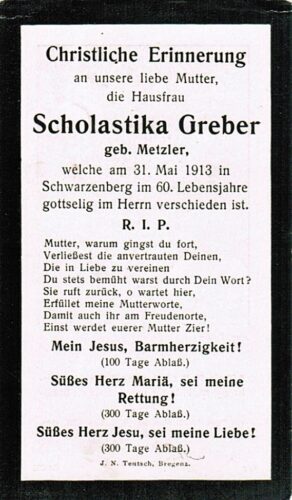 Christliche Erinnerung
an unsere liebe Mutter,
die Hausfrau
Scholastika Greber
geb. Metzler,
welche am 31. Mai 1913 in
Schwarzenberg im 60. Lebensjahre
gottselig im Herrn verschieden ist.
R. I. P.
Mutter, warum gingst du fort,
Verließest die anvertrauten Deinen,
Die in Liebe zu vereinen
Du stets bemüht warst durch Dein Wort?
Sie ruft zurück, o wartet hier,
Erfüllet meine Mutterworte,
Damit auch ihr am Freudenorte,
Einst werdet euerer Mutter Zier!
Mein Jesus, Barmherzigkeit!
(100 Tage Ablaß.)
Süßes Herz Mariä, sei meine
Rettung!
(300 Tage Ablaß.)
Süßes Herz Jesu, sei meine Liebe!
(300 Tage Ablaß.)
J. N. Teutsch, Bregenz.